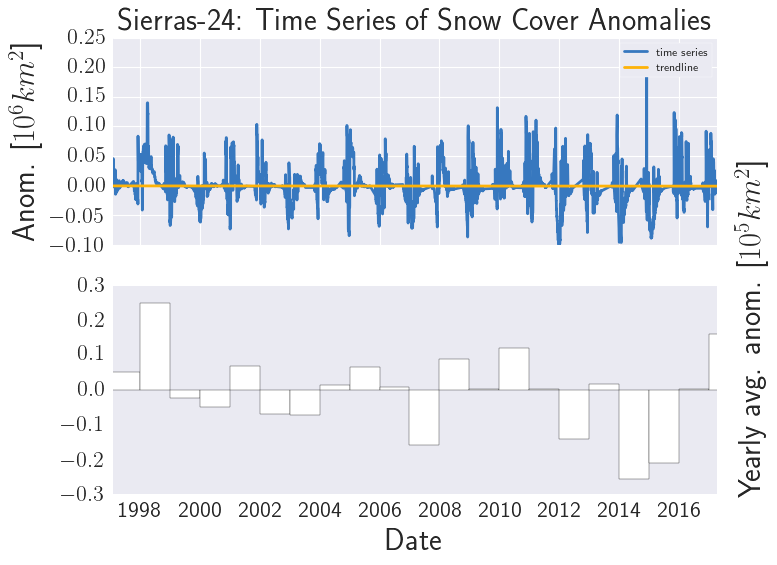 Sierras-24: Time Series of Snow Cover Anomalies
Anom. [10^6 km^2]
0.25
0.20
0.15
0.10
0.05
0.00
−0.05
−0.10
time series
trendline
Yearly avg. anom. [10^5 km^2]
0.3
0.2
0.1
0.0
−0.1
−0.2
−0.3
1998 2000 2002 2004 2006 2008 2010 2012 2014 2016
Date